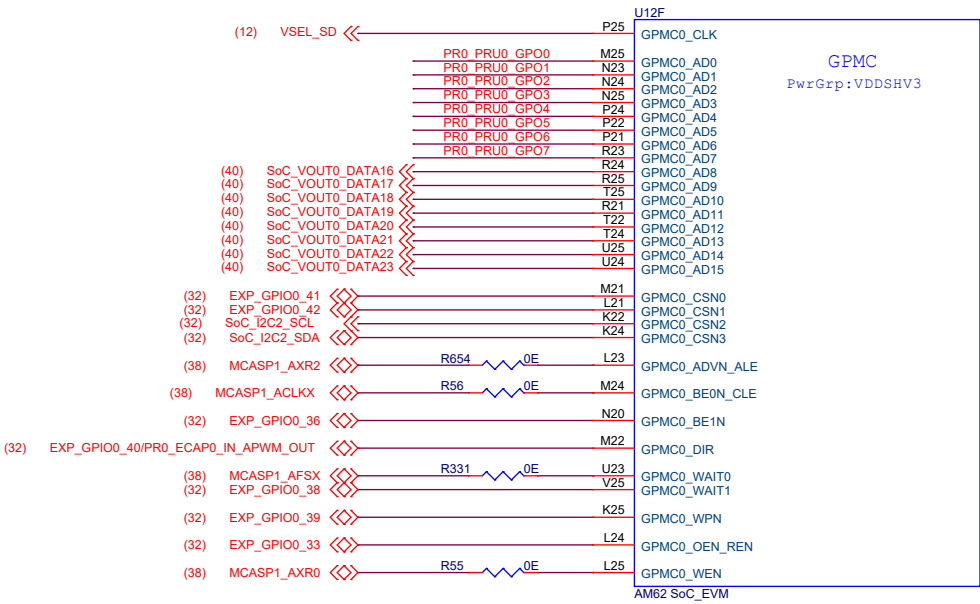 U12F
(12) VSEL_SD P25 GPMC0_CLK
GPMC
PwrGrp:VDDSHV3
PR0_PRU0_GPO0 M25 GPMC0_AD0
PR0_PRU0_GPO1 N23 GPMC0_AD1
PR0_PRU0_GPO2 N24 GPMC0_AD2
PR0_PRU0_GPO3 N25 GPMC0_AD3
PR0_PRU0_GPO4 P24 GPMC0_AD4
PR0_PRU0_GPO5 P22 GPMC0_AD5
PR0_PRU0_GPO6 P21 GPMC0_AD6
PR0_PRU0_GPO7 R23 GPMC0_AD7
(40) SoC_VOUT0_DATA16 R24 GPMC0_AD8
(40) SoC_VOUT0_DATA17 R25 GPMC0_AD9
(40) SoC_VOUT0_DATA18 T25 GPMC0_AD10
(40) SoC_VOUT0_DATA19 R21 GPMC0_AD11
(40) SoC_VOUT0_DATA20 T22 GPMC0_AD12
(40) SoC_VOUT0_DATA21 T24 GPMC0_AD13
(40) SoC_VOUT0_DATA22 U25 GPMC0_AD14
(40) SoC_VOUT0_DATA23 U24 GPMC0_AD15
(32) EXP_GPIO0_41 M21 GPMC0_CSN0
(32) EXP_GPIO0_42 L21 GPMC0_CSN1
(32) SoC_I2C2_SCL K22 GPMC0_CSN2
(32) SoC_I2C2_SDA K24 GPMC0_CSN3
(38) MCASP1_AXR2 R654 0E L23 GPMC0_ADVN_ALE
(38) MCASP1_ACLKX R56 0E M24 GPMC0_BE0N_CLE
(32) EXP_GPIO0_36 N20 GPMC0_BE1N
(32) EXP_GPIO0_40/PR0_ECAP0_IN_APWM_OUT M22 GPMC0_DIR
(38) MCASP1_AFSX R331 0E U23 GPMC0_WAIT0
(32) EXP_GPIO0_38 V25 GPMC0_WAIT1
(32) EXP_GPIO0_39 K25 GPMC0_WPN
(32) EXP_GPIO0_33 L24 GPMC0_OEN_REN
(38) MCASP1_AXR0 R55 0E L25 GPMC0_WEN
AM62 SoC_EVM